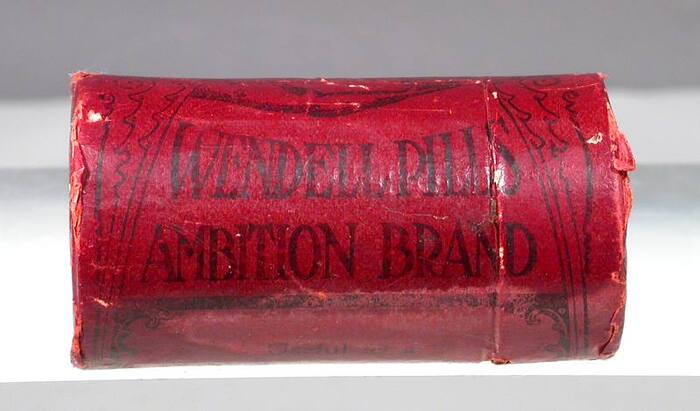 WENDELL PILLS
AMBITION BRAND